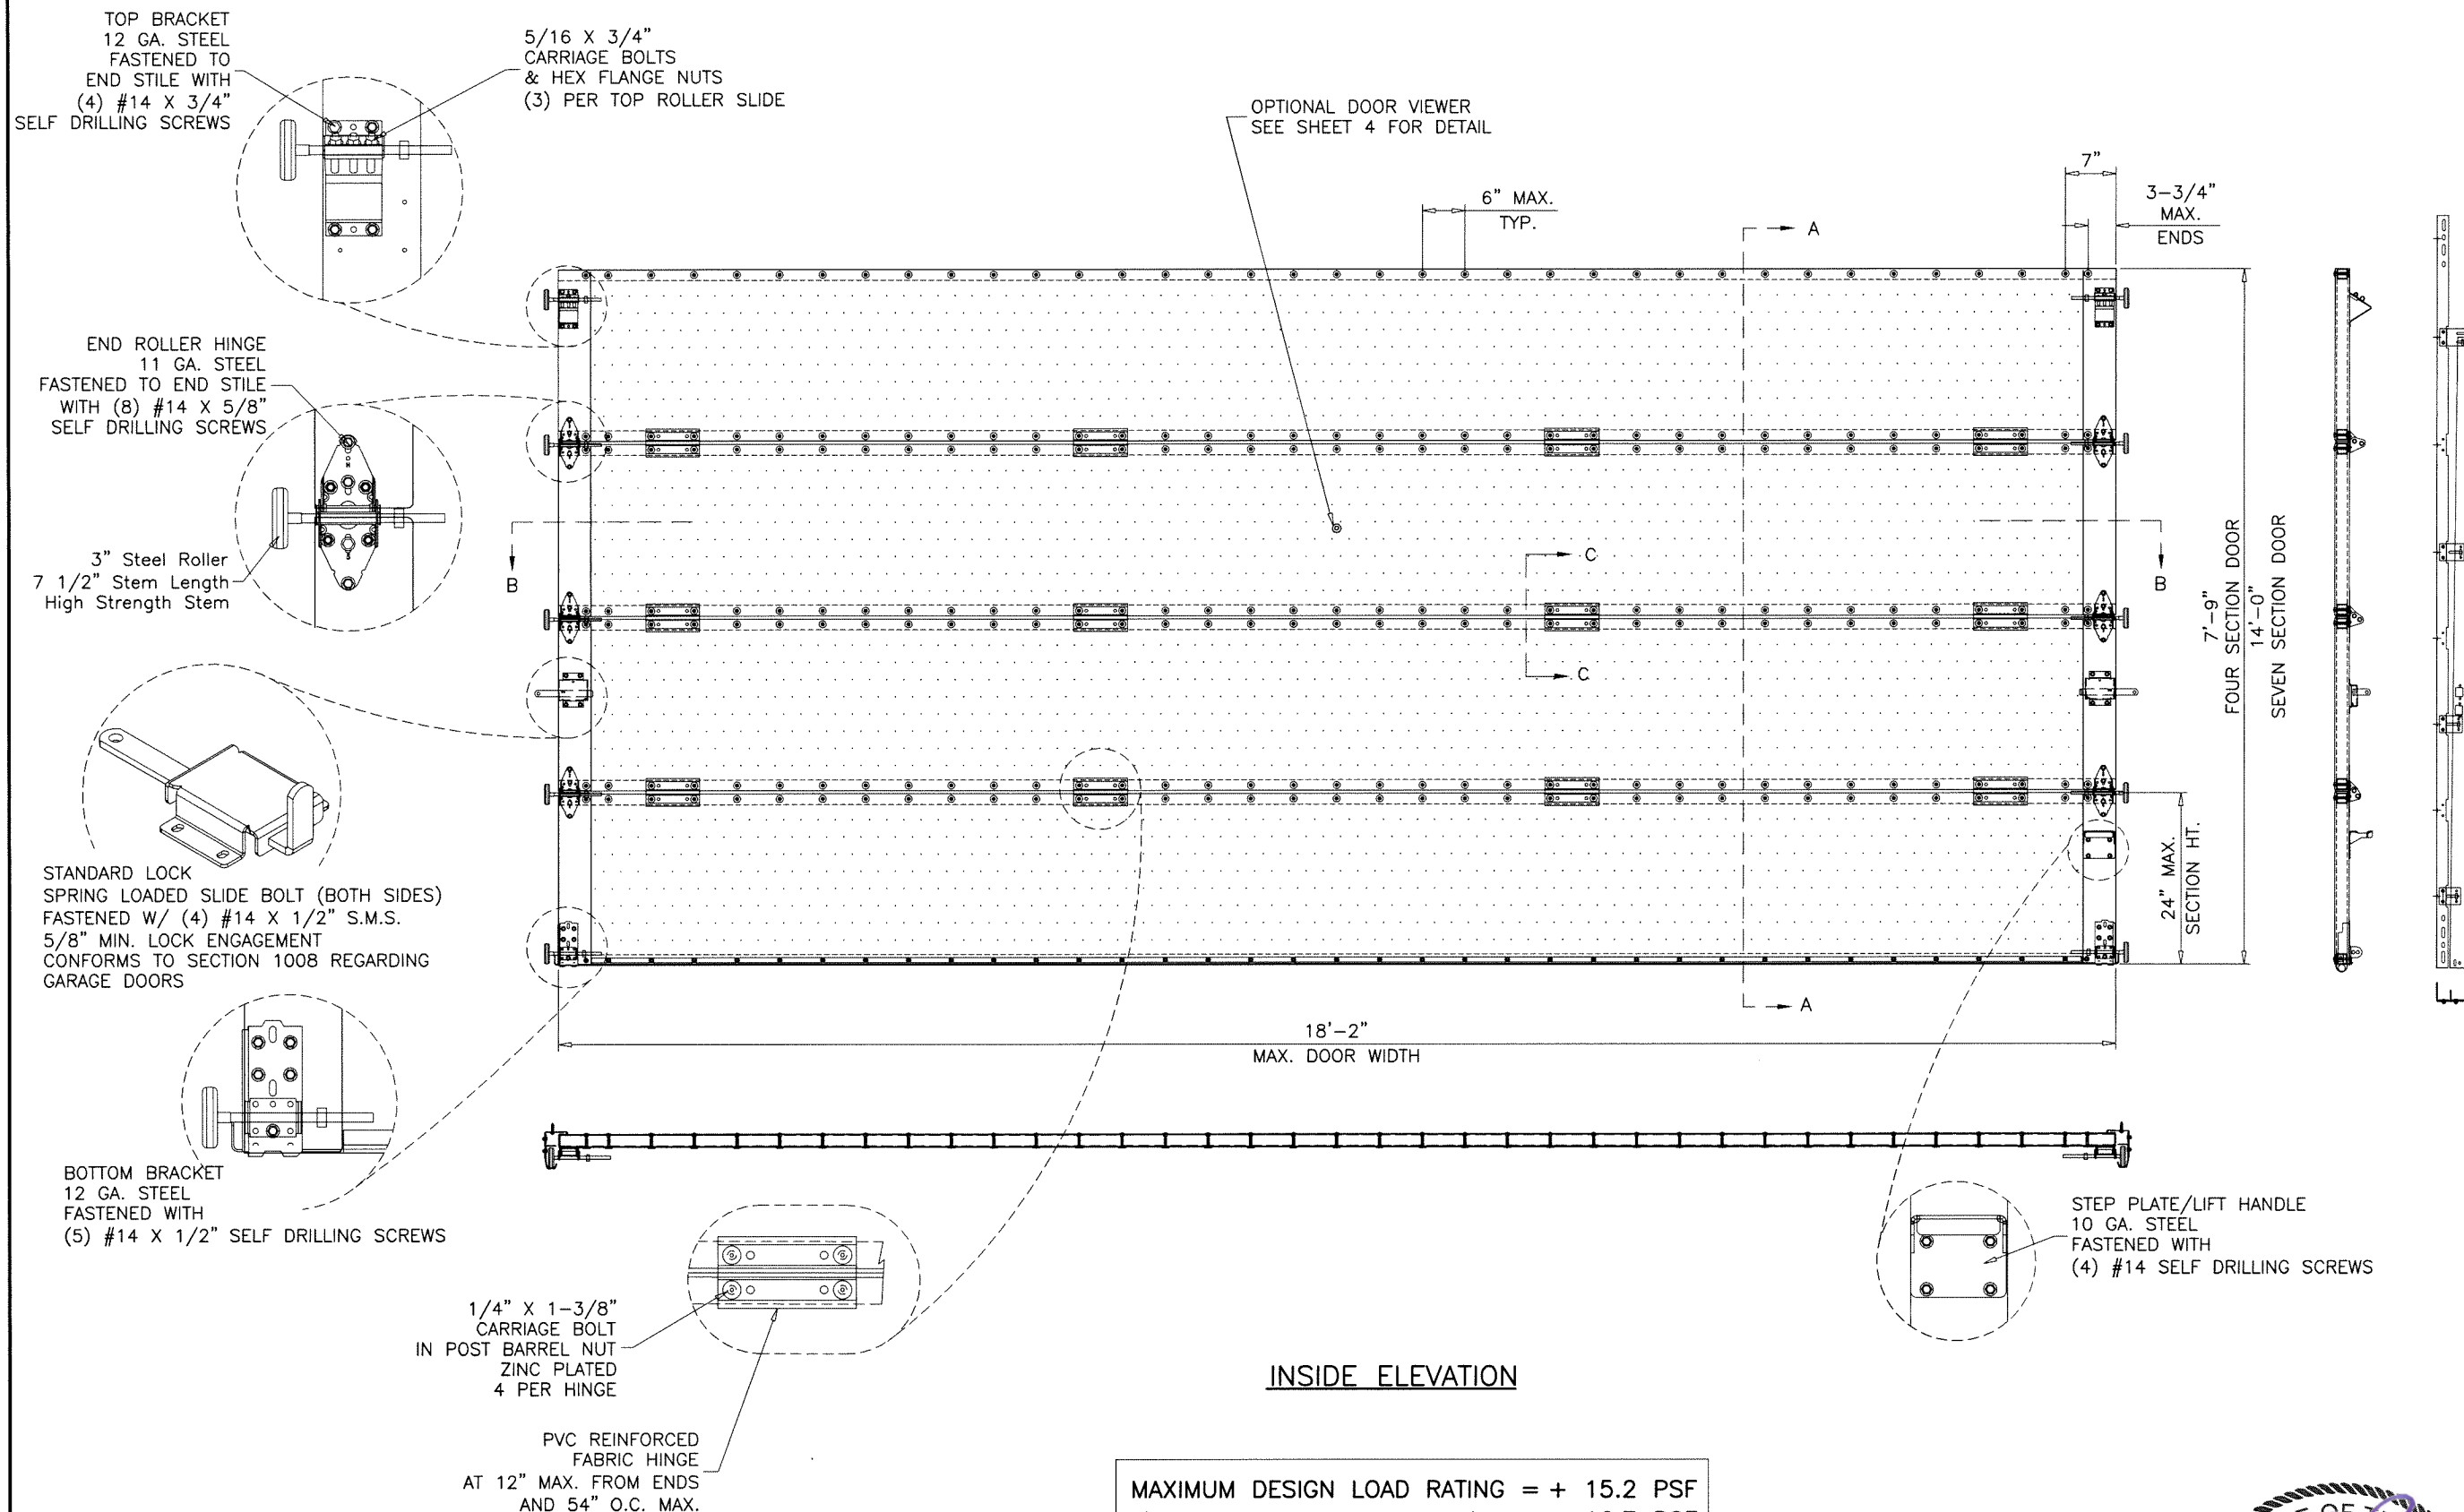 TOP BRACKET
12 GA. STEEL
FASTENED TO
END STILE WITH
(4) #14 X 3/4"
SELF DRILLING SCREWS
5/16 X 3/4"
CARRIAGE BOLTS
& HEX FLANGE NUTS
(3) PER TOP ROLLER SLIDE
OPTIONAL DOOR VIEWER
SEE SHEET 4 FOR DETAIL
6" MAX.
TYP.
A
7"
3-3/4"
MAX.
ENDS
END ROLLER HINGE
11 GA. STEEL
FASTENED TO END STILE
WITH (8) #14 X 5/8"
SELF DRILLING SCREWS
3" Steel Roller
7 1/2" Stem Length
High Strength Stem
B
C
C
B
7'-9"
FOUR SECTION DOOR
14'-0"
SEVEN SECTION DOOR
STANDARD LOCK
SPRING LOADED SLIDE BOLT (BOTH SIDES)
FASTENED W/ (4) #14 X 1/2" S.M.S.
5/8" MIN. LOCK ENGAGEMENT
CONFORMS TO SECTION 1008 REGARDING
GARAGE DOORS
24" MAX.
SECTION HT.
A
18'-2"
MAX. DOOR WIDTH
BOTTOM BRACKET
12 GA. STEEL
FASTENED WITH
(5) #14 X 1/2" SELF DRILLING SCREWS
STEP PLATE/LIFT HANDLE
10 GA. STEEL
FASTENED WITH
(4) #14 SELF DRILLING SCREWS
1/4" X 1-3/8"
CARRIAGE BOLT
IN POST BARREL NUT
ZINC PLATED
4 PER HINGE
INSIDE ELEVATION
PVC REINFORCED
FABRIC HINGE
AT 12" MAX. FROM ENDS
AND 54" O.C. MAX.
MAXIMUM DESIGN LOAD RATING = + 15.2 PSF
OF